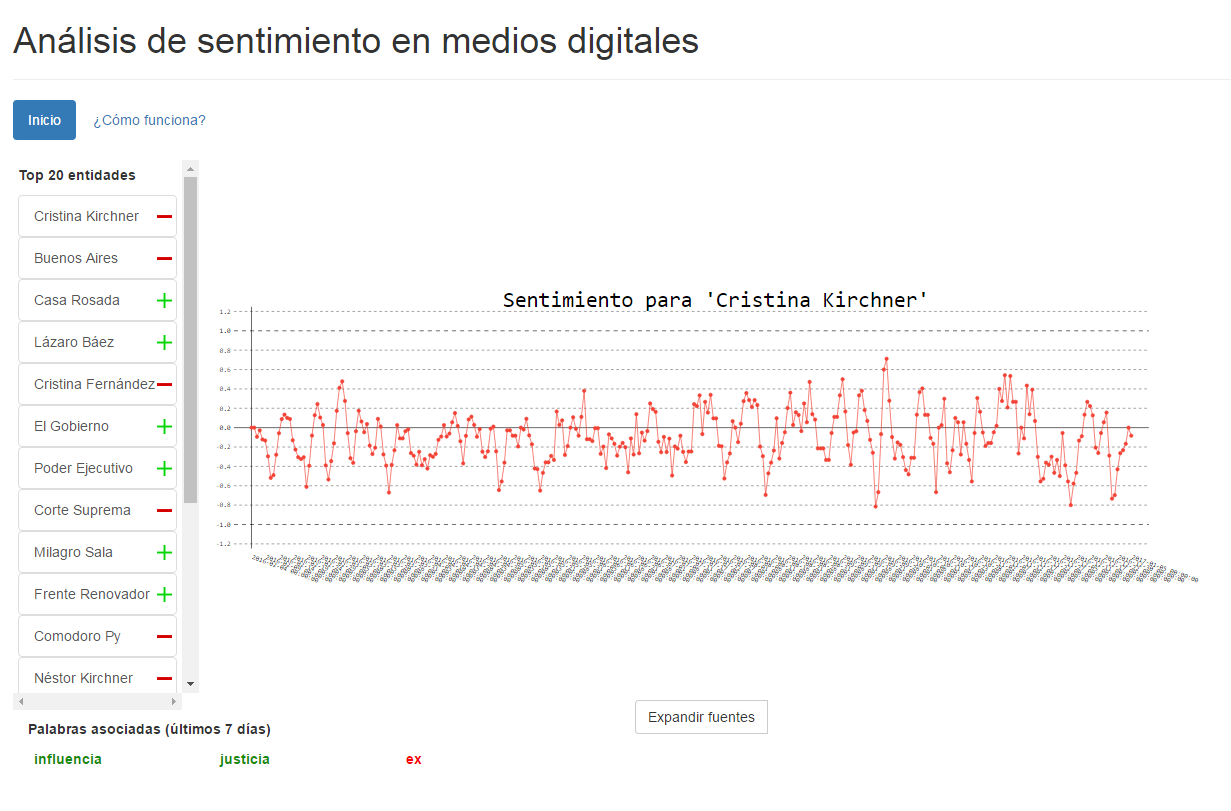 Análisis de sentimiento en medios digitales
Inicio
¿Cómo funciona?
Top 20 entidades
Cristina Kirchner
Buenos Aires
Casa Rosada
Lázaro Báez
Cristina Fernández
El Gobierno
Poder Ejecutivo
Corte Suprema
Milagro Sala
Frente Renovador
Comodoro Py
Néstor Kirchner
Sentimiento para 'Cristina Kirchner'
1.2
1.0
0.8
0.6
0.4
0.2
0.0
-0.2
-0.4
-0.6
-0.8
-1.0
-1.2
Expandir fuentes
Palabras asociadas (últimos 7 días)
influencia justicia ex